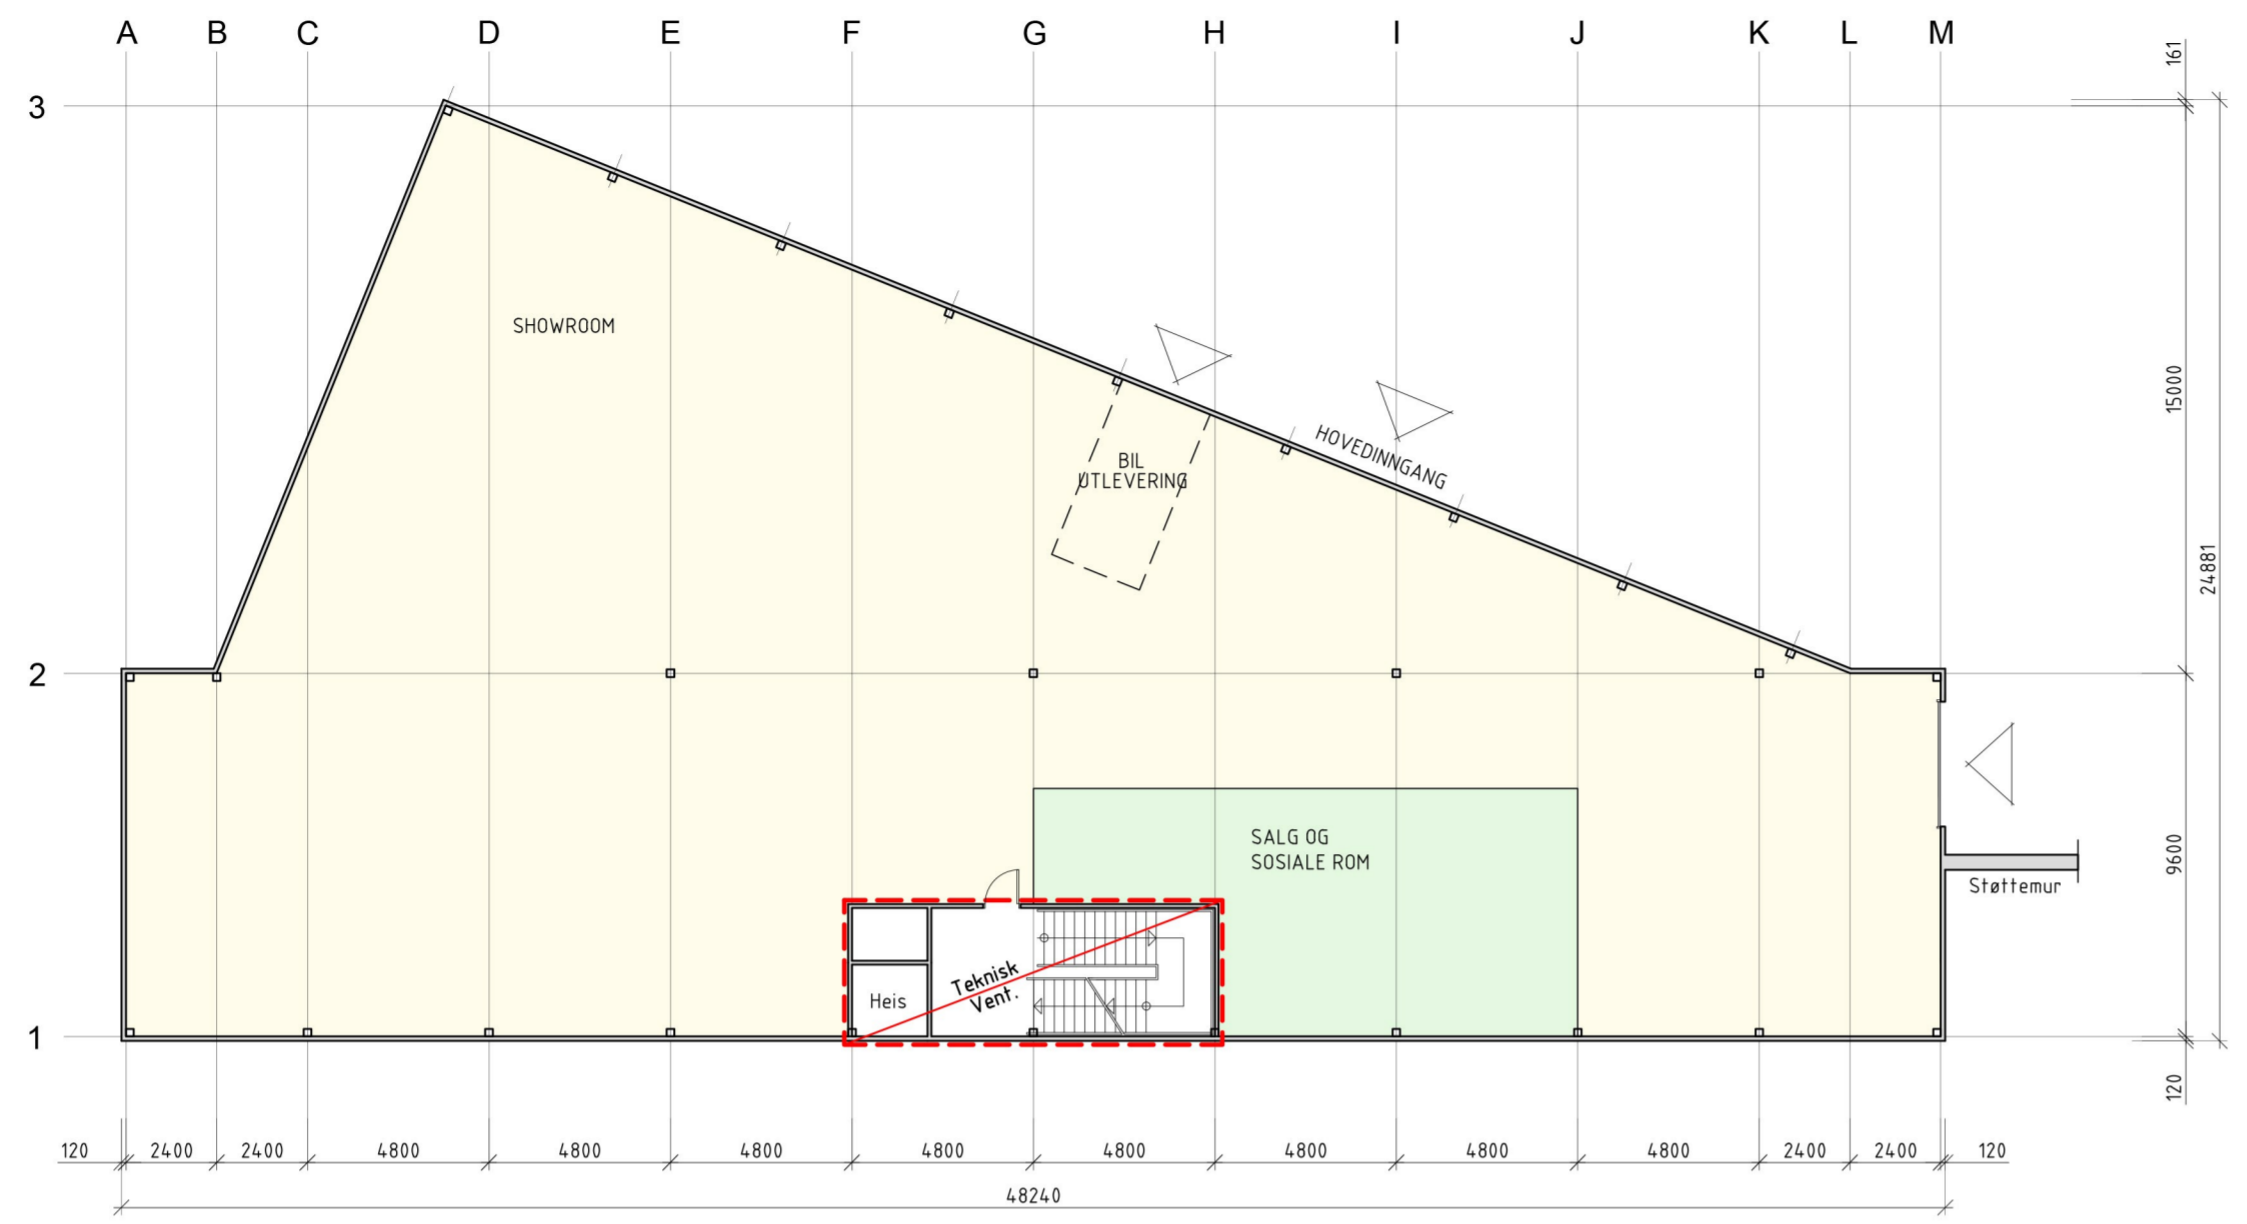 A B C D E F G H I J K L M
161
3
SHOWROOM
15000
HOVEDINNGANG
BIL
UTLEVERING
24881
2
SALG OG
SOSIALE ROM
9600
Støttemur
Teknisk
Vent.
Heis
1
120
120 2400 2400 4800 4800 4800 4800 4800 4800 4800 4800 2400 2400 120
48240